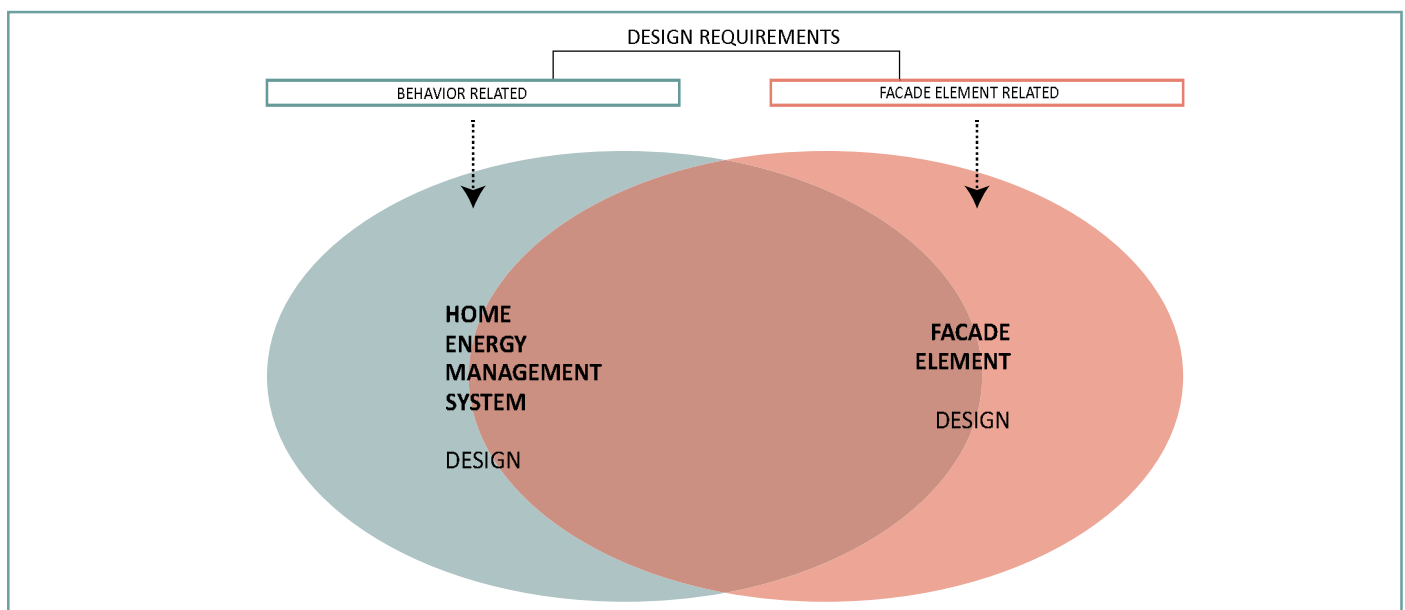 DESIGN REQUIREMENTS
BEHAVIOR RELATED
FACADE ELEMENT RELATED
HOME
ENERGY
MANAGEMENT
SYSTEM
DESIGN
FACADE
ELEMENT
DESIGN